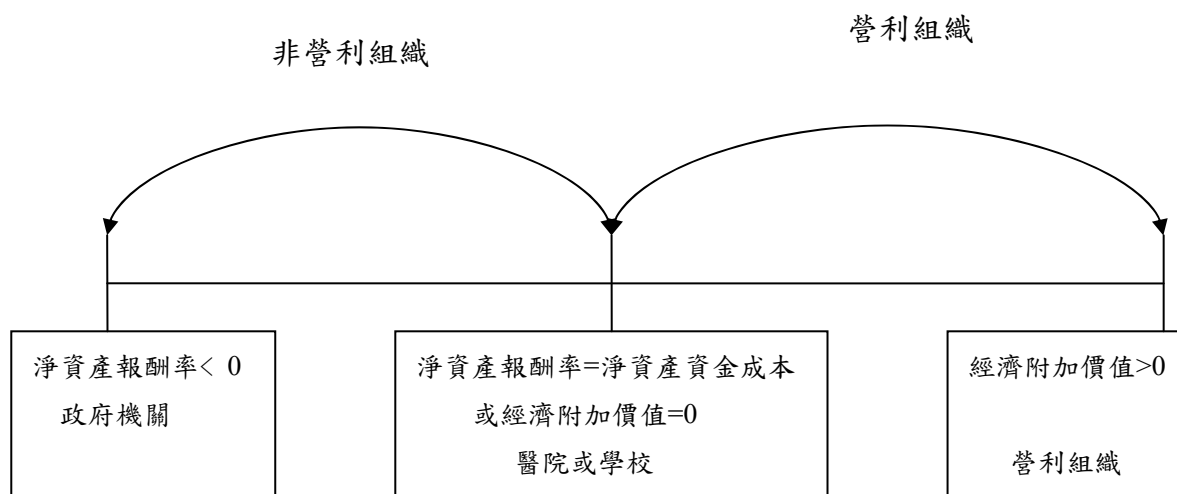 非營利組織
營利組織
淨資產報酬率< 0
政府機關
淨資產報酬率=淨資產資金成本
或經濟附加價值=0
醫院或學校
經濟附加價值>0
營利組織